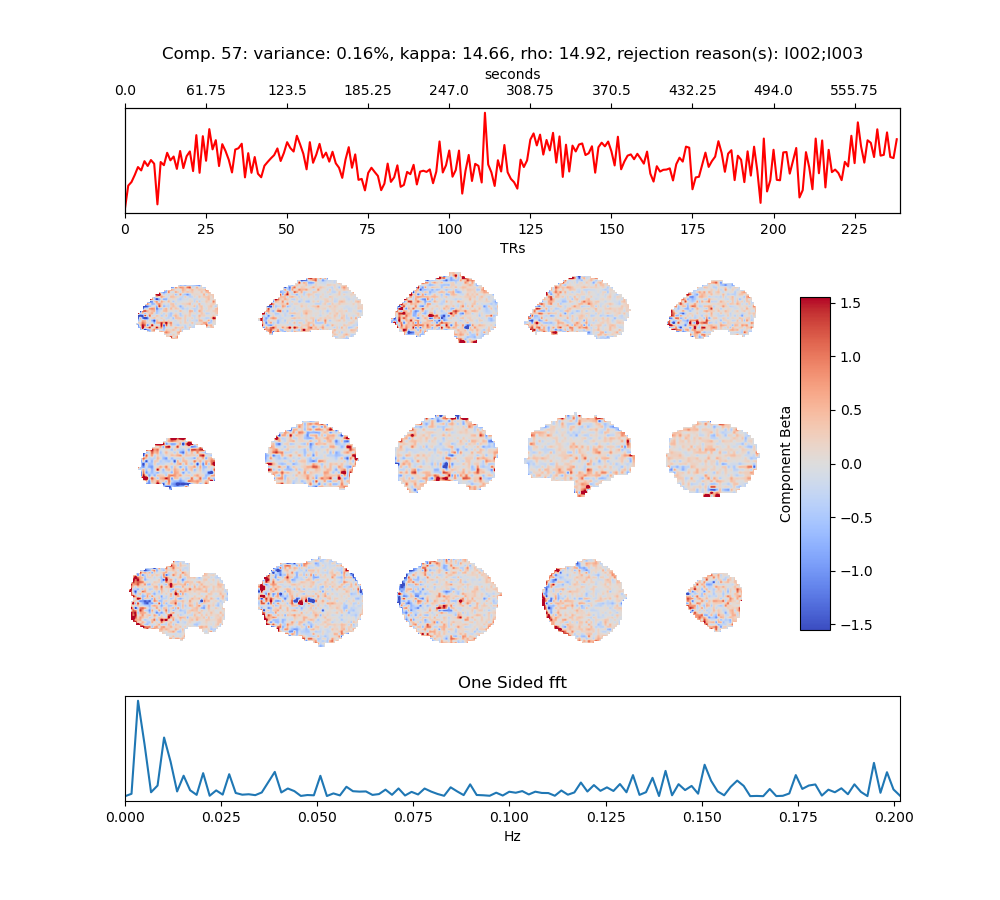 Comp. 57: variance: 0.16%, kappa: 14.66, rho: 14.92, rejection reason(s): I002;I003
seconds
0.0 61.75 123.5 185.25 247.0 308.75 370.5 432.25 494.0 555.75
0 25 50 75 100 125 150 175 200 225
TRs
1.5
1.0
0.5
0.0
−0.5
−1.0
−1.5
Component Beta
One Sided fft
0.000 0.025 0.050 0.075 0.100 0.125 0.150 0.175 0.200
Hz